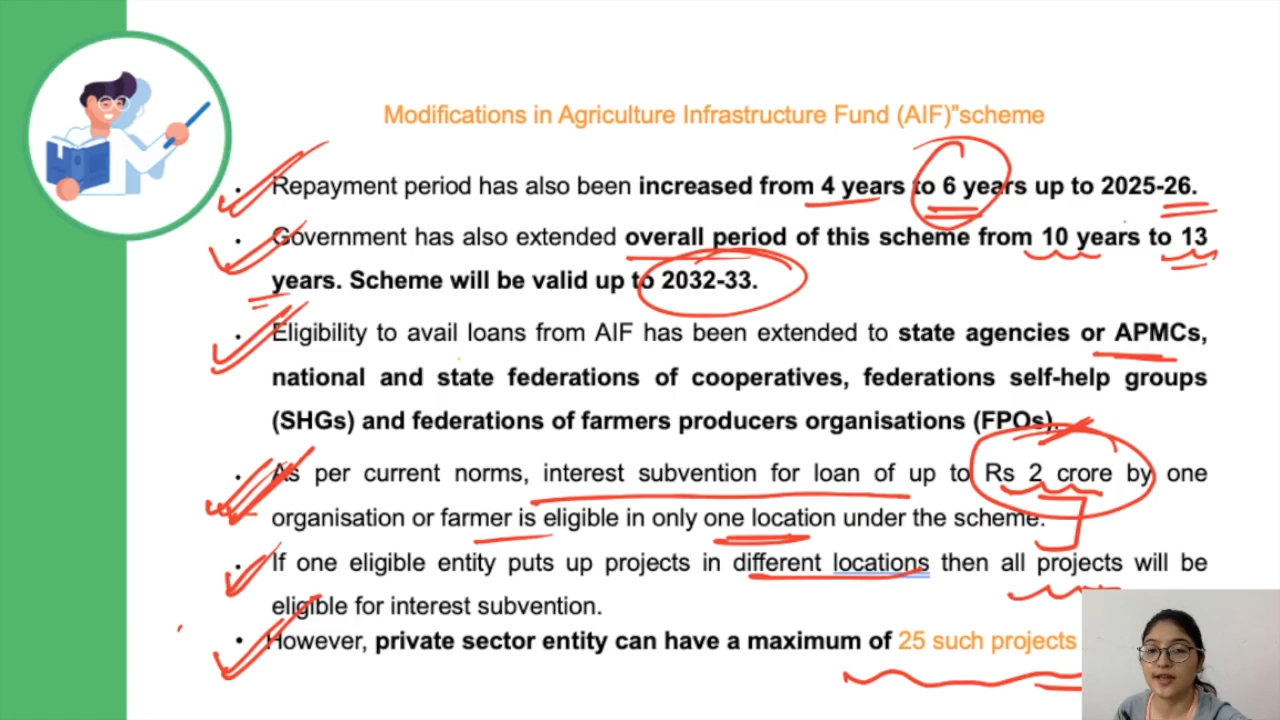 Modifications in Agriculture Infrastructure Fund (AIF)"scheme
• Repayment period has also been increased from 4 years to 6 years up to 2025-26.
• Government has also extended overall period of this scheme from 10 years to 13
years. Scheme will be valid up to 2032-33.
• Eligibility to avail loans from AIF has been extended to state agencies or APMCs,
national and state federations of cooperatives, federations self-help groups
(SHGs) and federations of farmers producers organisations (FPOs).
• As per current norms, interest subvention for loan of up to Rs 2 crore by one
organisation or farmer is eligible in only one location under the scheme.
• If one eligible entity puts up projects in different locations then all projects will be
eligible for interest subvention.
• However, private sector entity can have a maximum of 25 such projects